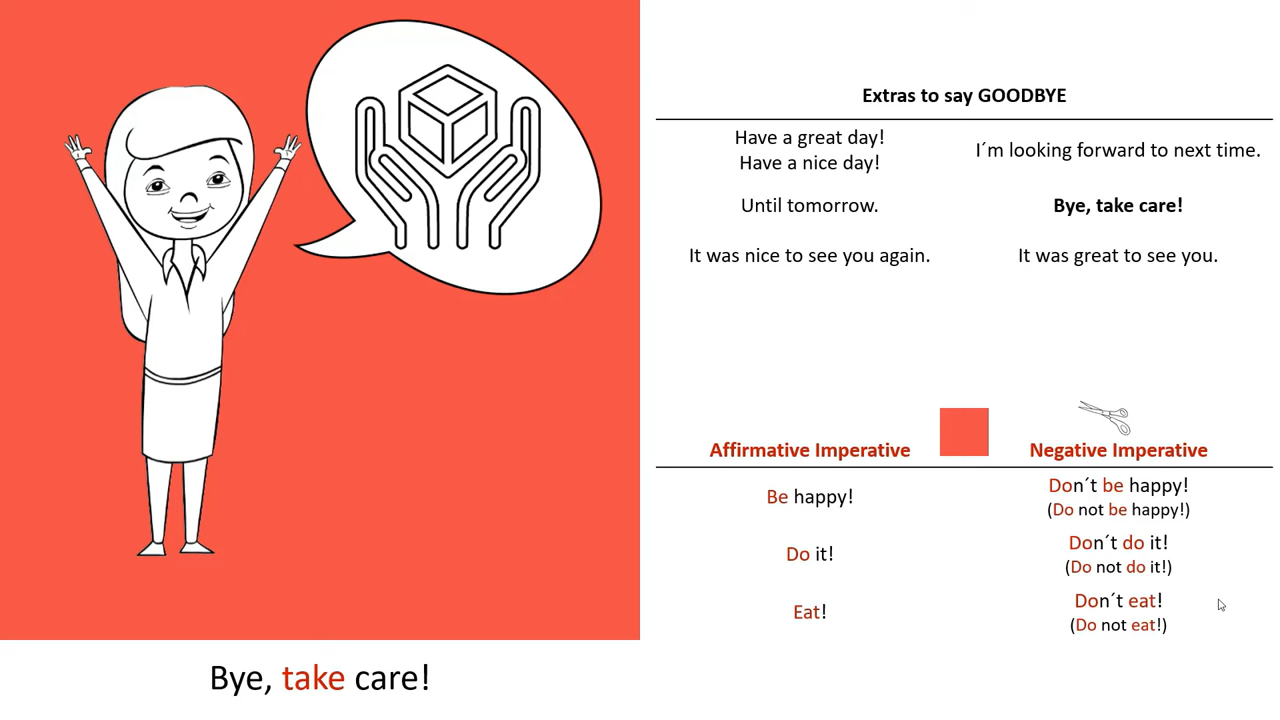 Bye, take care!
Extras to say GOODBYE
Have a great day!
Have a nice day!
I´m looking forward to next time.
Until tomorrow.
Bye, take care!
It was nice to see you again.
It was great to see you.
Affirmative Imperative
Negative Imperative
Be happy!
Don´t be happy!
(Do not be happy!)
Do it!
Don´t do it!
(Do not do it!)
Eat!
Don´t eat!
(Do not eat!)